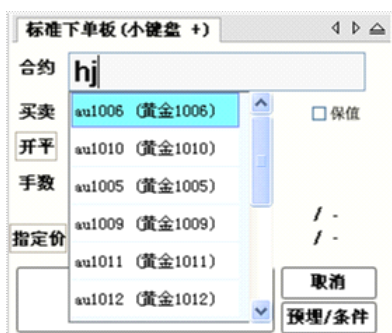 标准下单板(小键盘 +)
合约 hj
买卖 au1006 (黄金1006) 保值
开平 au1010 (黄金1010)
手数 au1005 (黄金1005)
au1009 (黄金1009) / -
指定价 / -
au1011 (黄金1011)
取消
au1012 (黄金1012)
预埋/条件